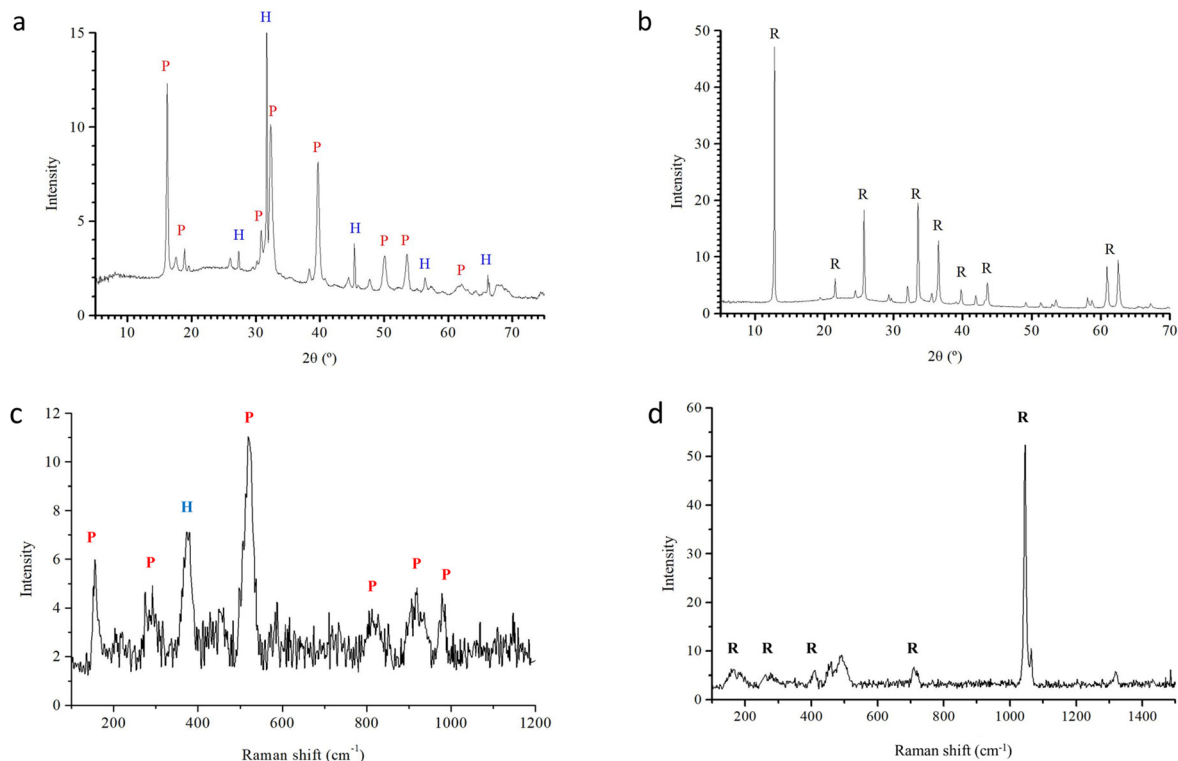 a
H
15
P
P
10
P
P
P
H
H
P
P
H
P
H
5
0
10 20 30 40 50 60 70
Intensity
2θ (º)
b
50
R
40
30
20
R
R
R
R
R
R
R
10
0
10 20 30 40 50 60 70
Intensity
2θ (º)
c
12
P
10
8
H
P
P
P
P
P
6
4
2
0
200 400 600 800 1000 1200
Intensity
Raman shift (cm-1)
d
60
R
50
40
30
20
10
R R R R
0
200 400 600 800 1000 1200 1400
Intensity
Raman shift (cm-1)